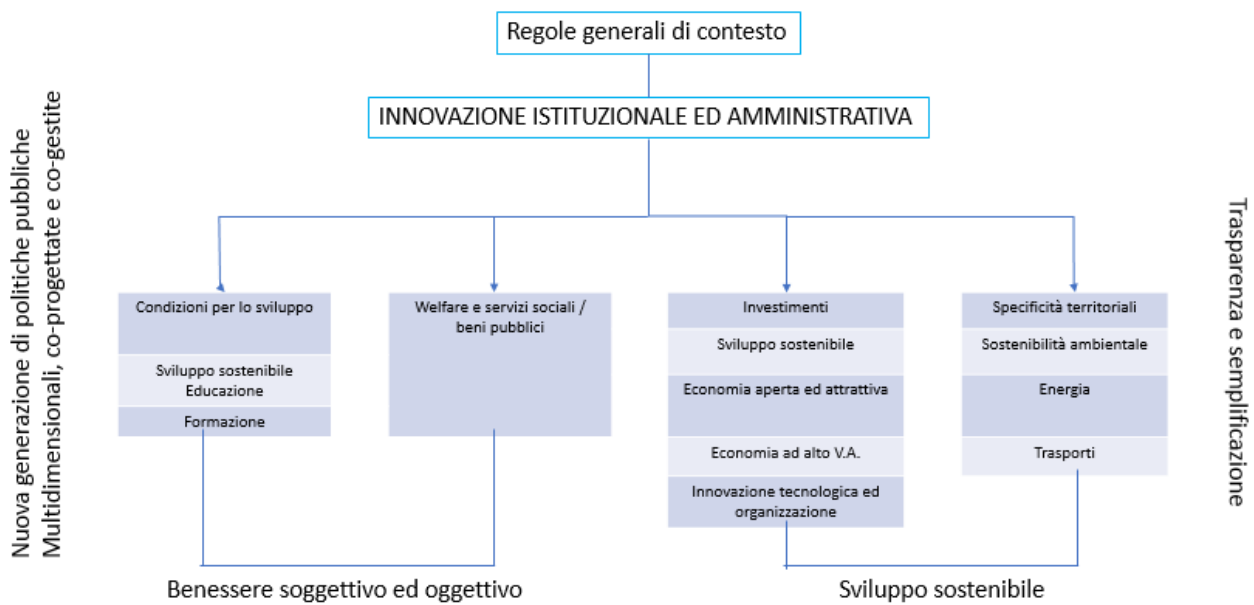 Regole generali di contesto
INNOVAZIONE ISTITUZIONALE ED AMMINISTRATIVA
Nuova generazione di politiche pubbliche
Multidimensionali, co-progettate e co-gestite
Condizioni per lo sviluppo
Sviluppo sostenibile
Educazione
Formazione
Welfare e servizi sociali /
beni pubblici
Investimenti
Sviluppo sostenibile
Economia aperta ed attrattiva
Economia ad alto V.A.
Innovazione tecnologica ed
organizzazione
Specificità territoriali
Sostenibilità ambientale
Energia
Trasporti
Trasparenza e semplificazione
Benessere soggettivo ed oggettivo
Sviluppo sostenibile